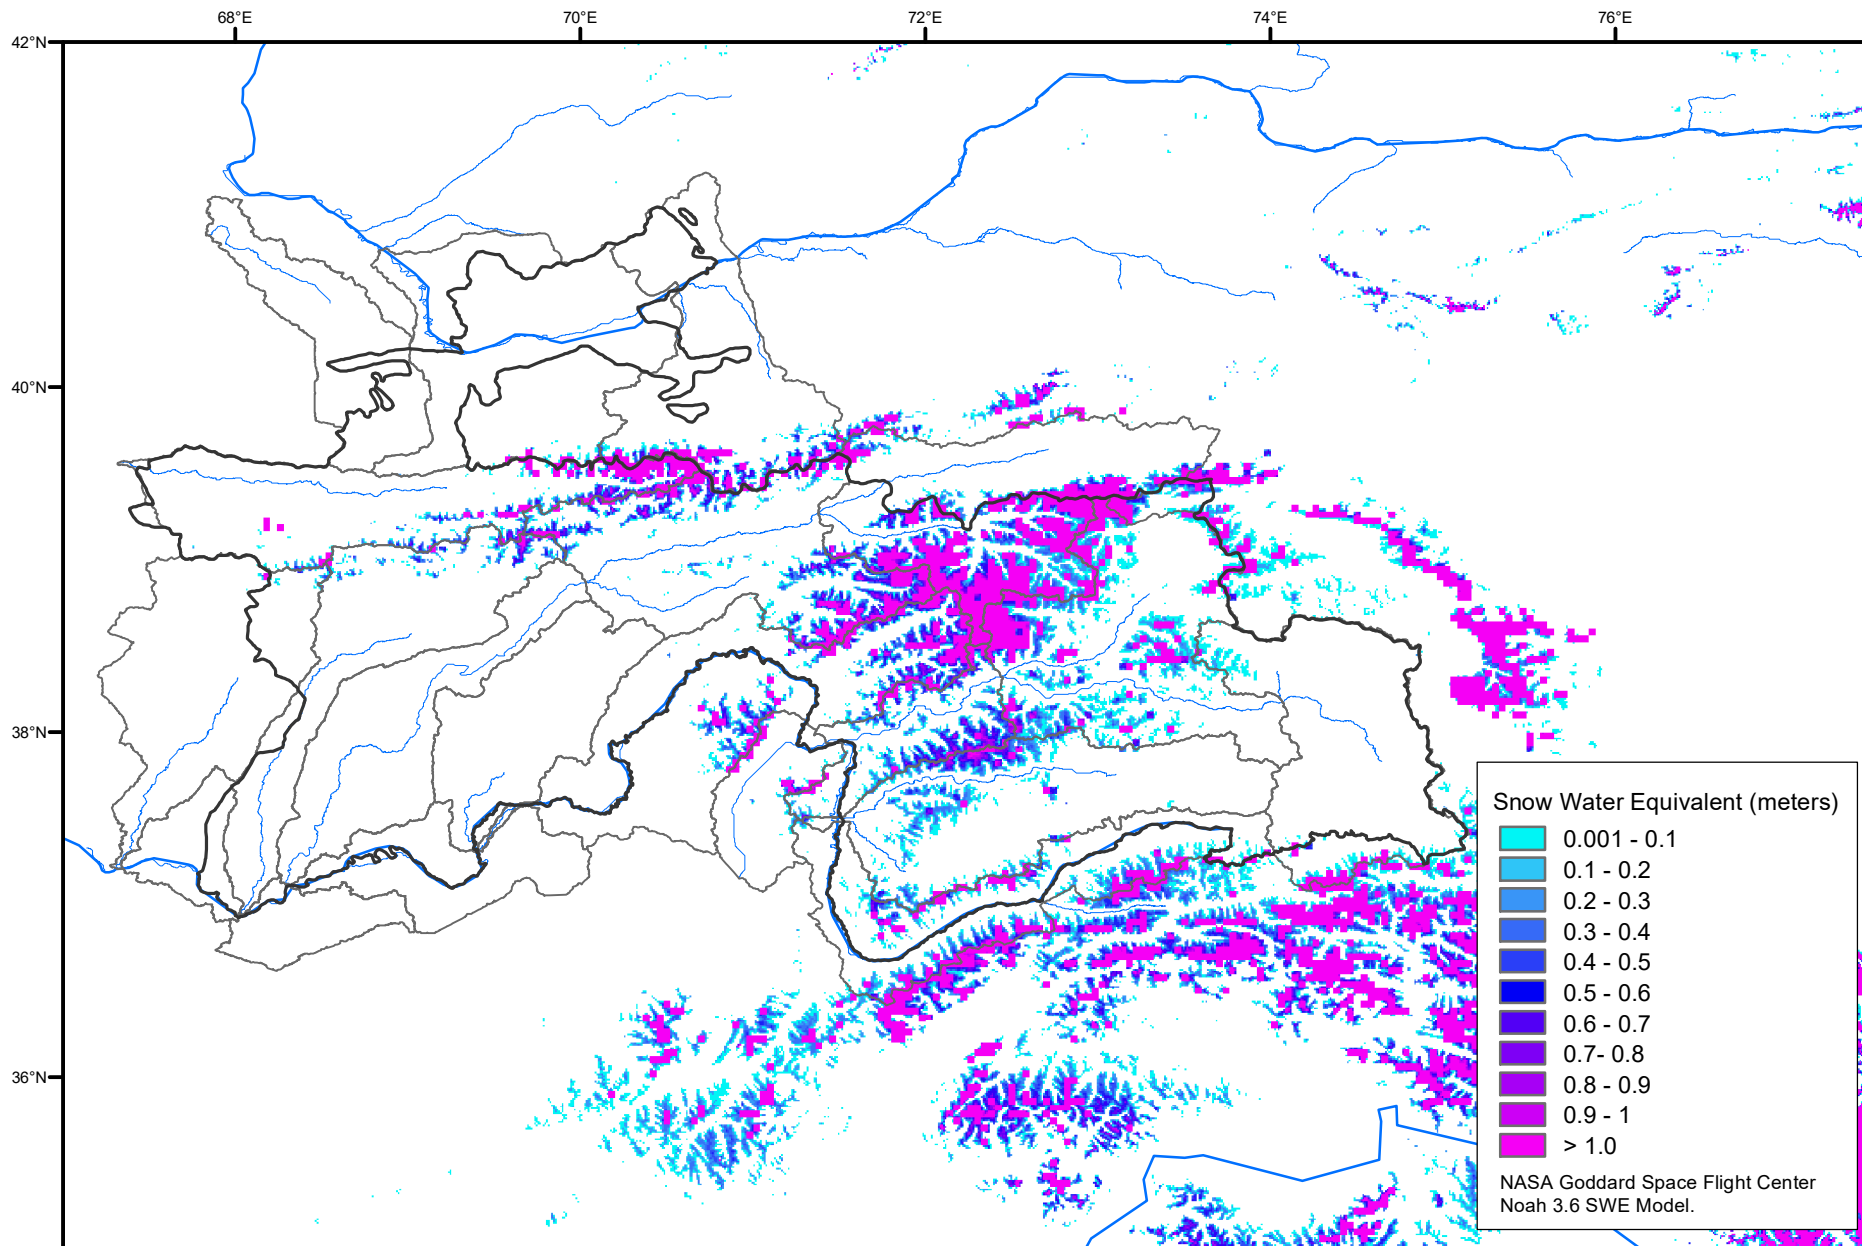 68°E 70°E 72°E 74°E 76°E
42°N
40°N
38°N
36°N
Snow Water Equivalent (meters)
0.001 - 0.1
0.1 - 0.2
0.2 - 0.3
0.3 - 0.4
0.4 - 0.5
0.5 - 0.6
0.6 - 0.7
0.7- 0.8
0.8 - 0.9
0.9 - 1
> 1.0
NASA Goddard Space Flight Center
Noah 3.6 SWE Model.